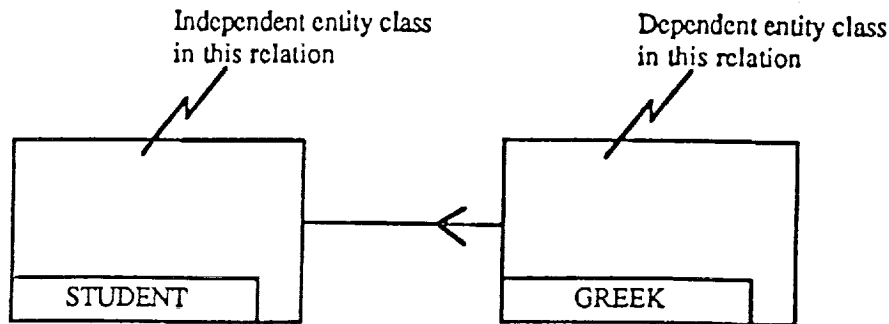 Independent entity class
in this relation
Dependent entity class
in this relation
STUDENT
GREEK